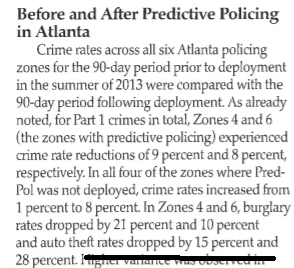 Before and After Predictive Policing
in Atlanta
Crime rates across all six Atlanta policing
zones for the 90-day period prior to deployment
in the summer of 2013 were compared with the
90-day period following deployment. As already
noted, for Part 1 crimes in total, Zones 4 and 6
(the zones with predictive policing) experienced
crime rate reductions of 9 percent and 8 percent,
respectively. In all four of the zones where Pred-
Pol was not deployed, crime rates increased from
1 percent to 8 percent. In Zones 4 and 6, burglary
rates dropped by 21 percent and 10 percent
and auto theft rates dropped by 15 percent and
28 percent.